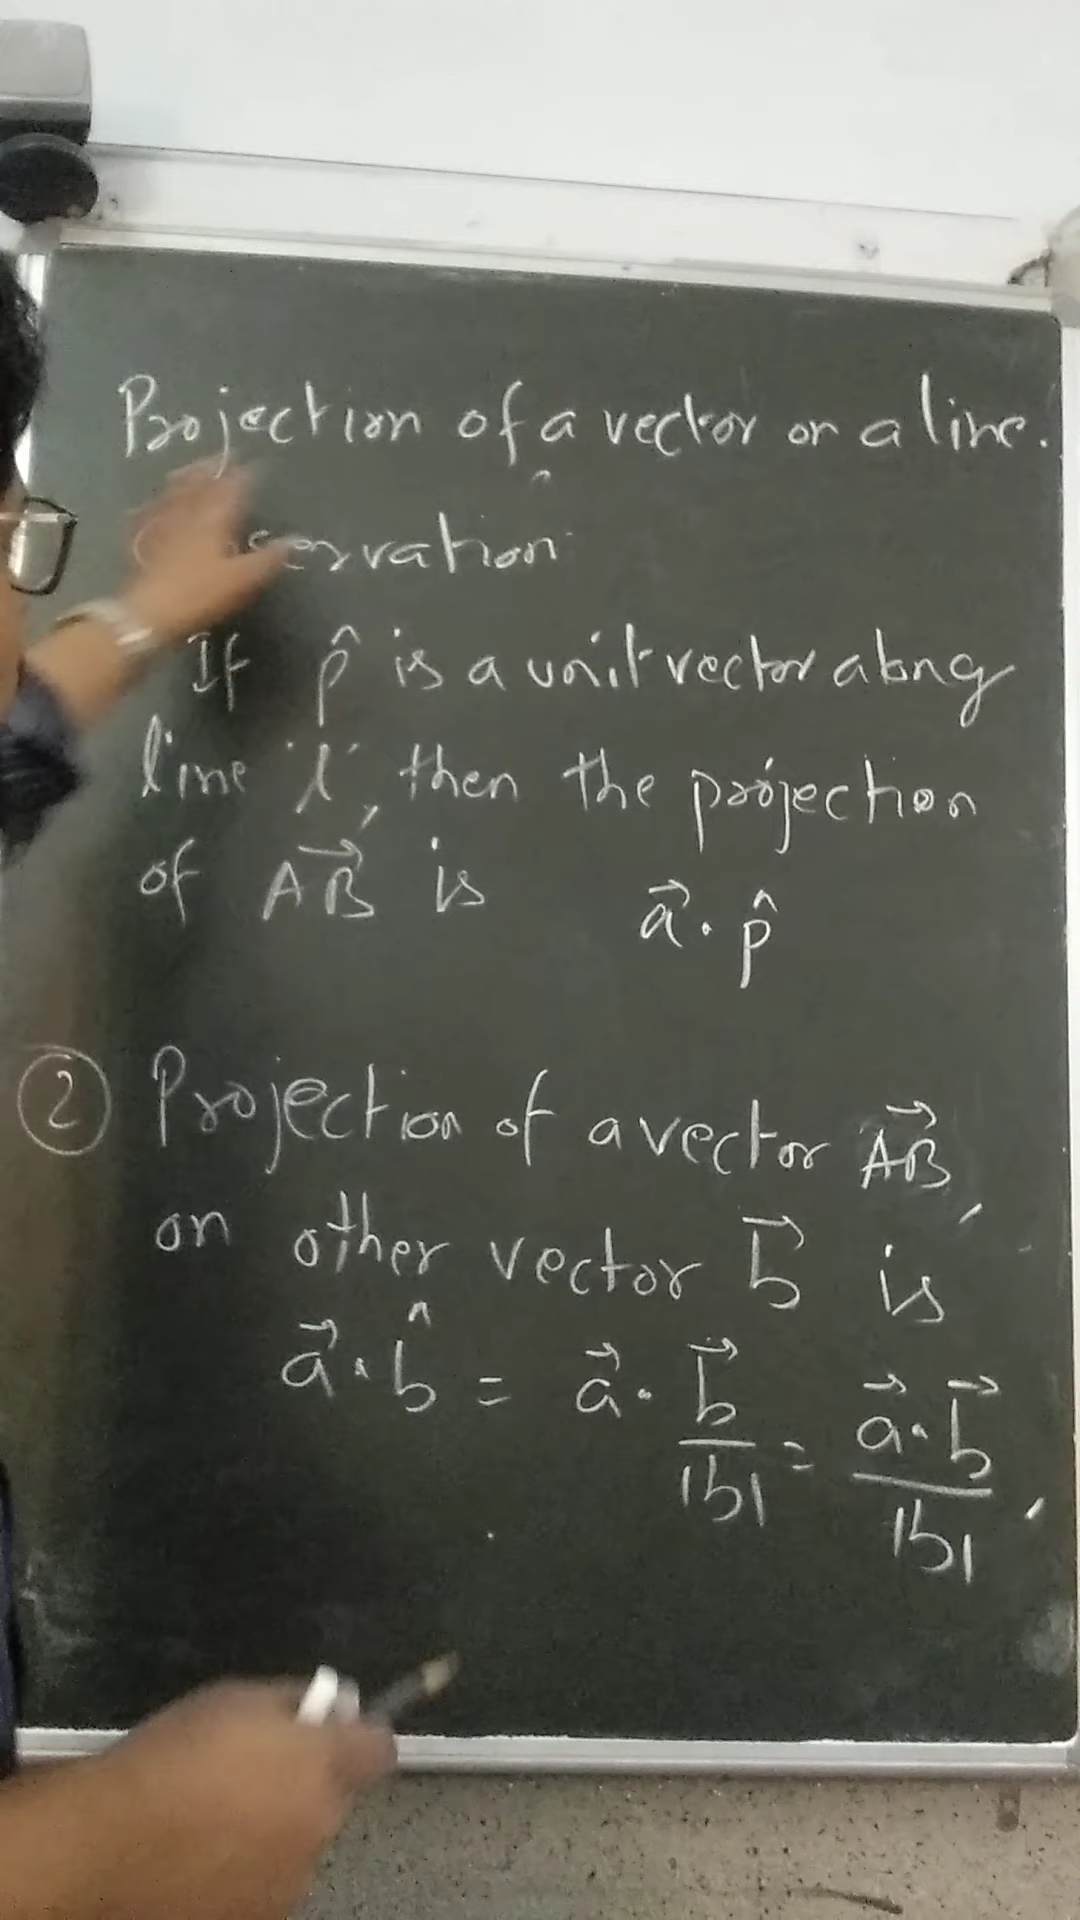 Projection of a vector on a line.
If p̂ is a unit vector along
line 'l', then the projection
of →AB is →a . p̂
② Projection of a vector →AB,
on other vector →b is
→a . b̂ = →a . →b/|b| = →a . →b/|b| ,